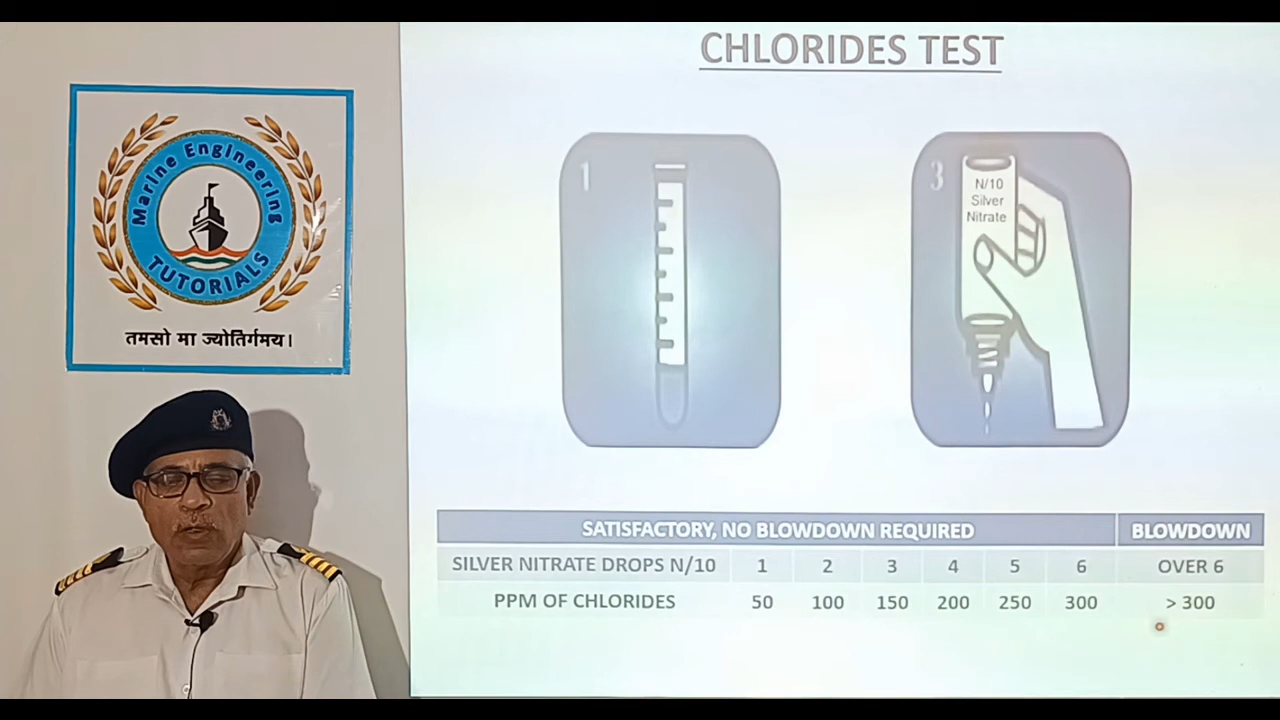 CHLORIDES TEST
Marine Engineering
TUTORIALS
तमसो मा ज्योतिर्गमय।
1
3
N/10
Silver
Nitrate
SATISFACTORY, NO BLOWDOWN REQUIRED BLOWDOWN
SILVER NITRATE DROPS N/10 1 2 3 4 5 6 OVER 6
PPM OF CHLORIDES 50 100 150 200 250 300 > 300